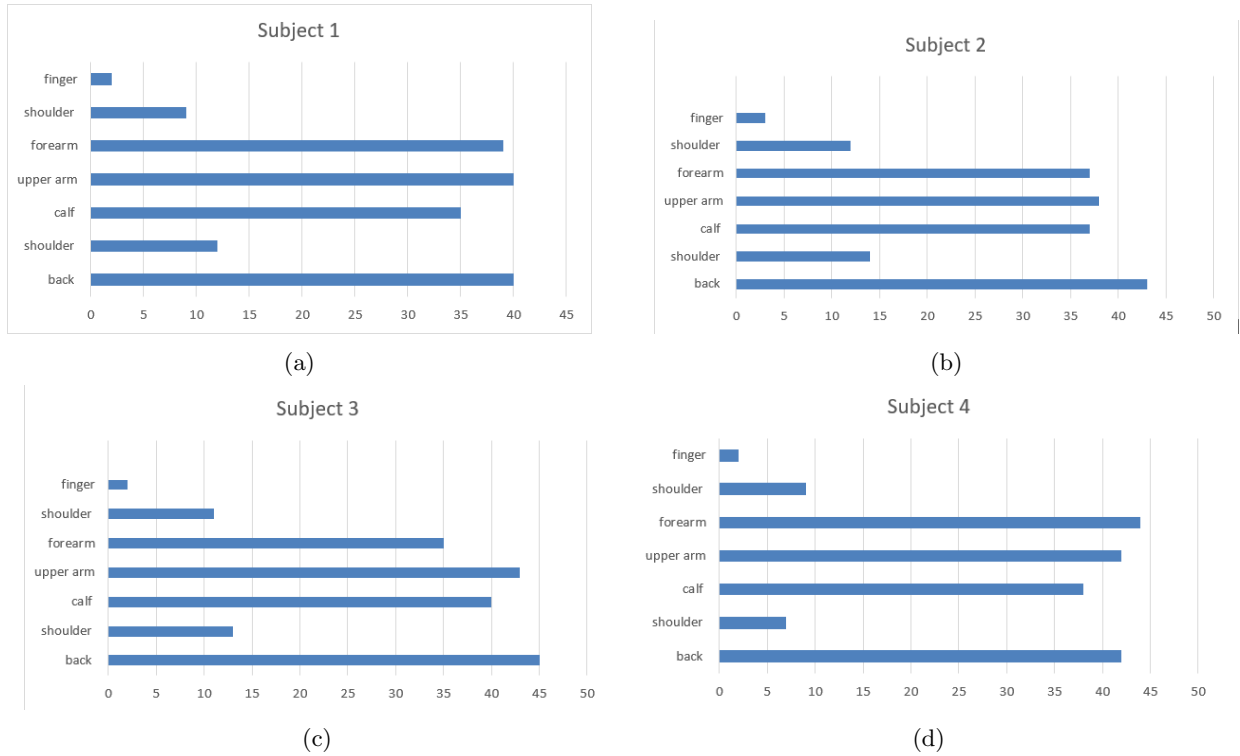 Subject 1
finger
shoulder
forearm
upper arm
calf
shoulder
back
0 5 10 15 20 25 30 35 40 45
(a)
Subject 2
finger
shoulder
forearm
upper arm
calf
shoulder
back
0 5 10 15 20 25 30 35 40 45 50
(b)
Subject 3
finger
shoulder
forearm
upper arm
calf
shoulder
back
0 5 10 15 20 25 30 35 40 45 50
(c)
Subject 4
finger
shoulder
forearm
upper arm
calf
shoulder
back
0 5 10 15 20 25 30 35 40 45 50
(d)